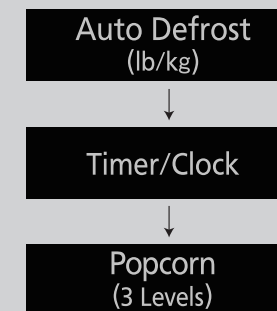 Auto Defrost
(lb/kg)
Timer/Clock
Popcorn
(3 Levels)